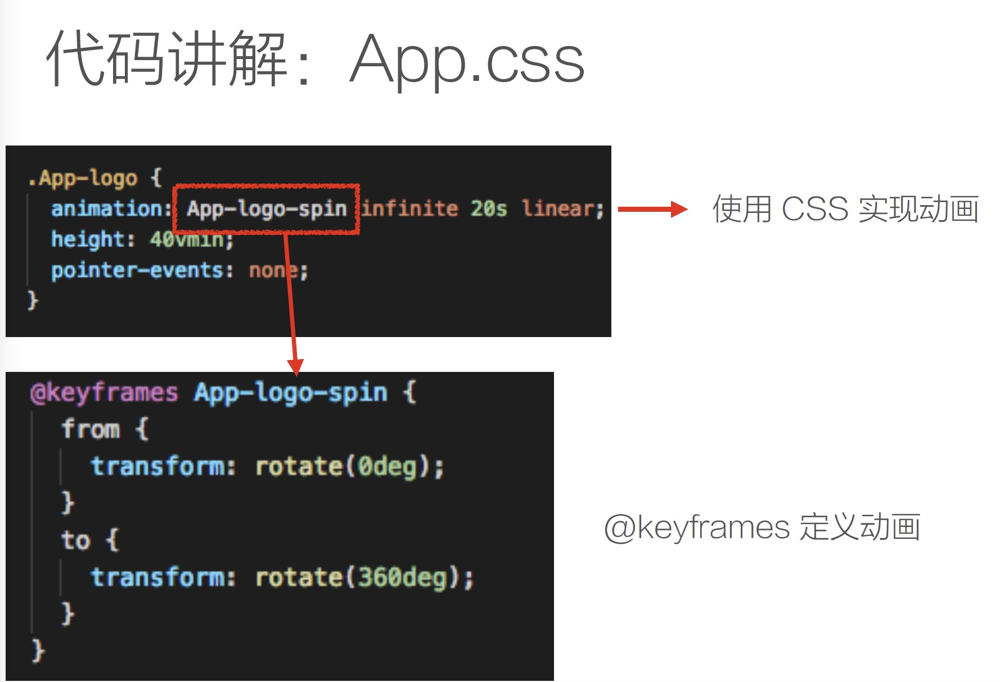 代码讲解：App.css
.App-logo {
animation: App-logo-spin infinite 20s linear;
使用 CSS 实现动画
height: 40vmin;
pointer-events: none;
}
@keyframes App-logo-spin {
from {
transform: rotate(0deg);
}
@keyframes 定义动画
to {
transform: rotate(360deg);
}
}